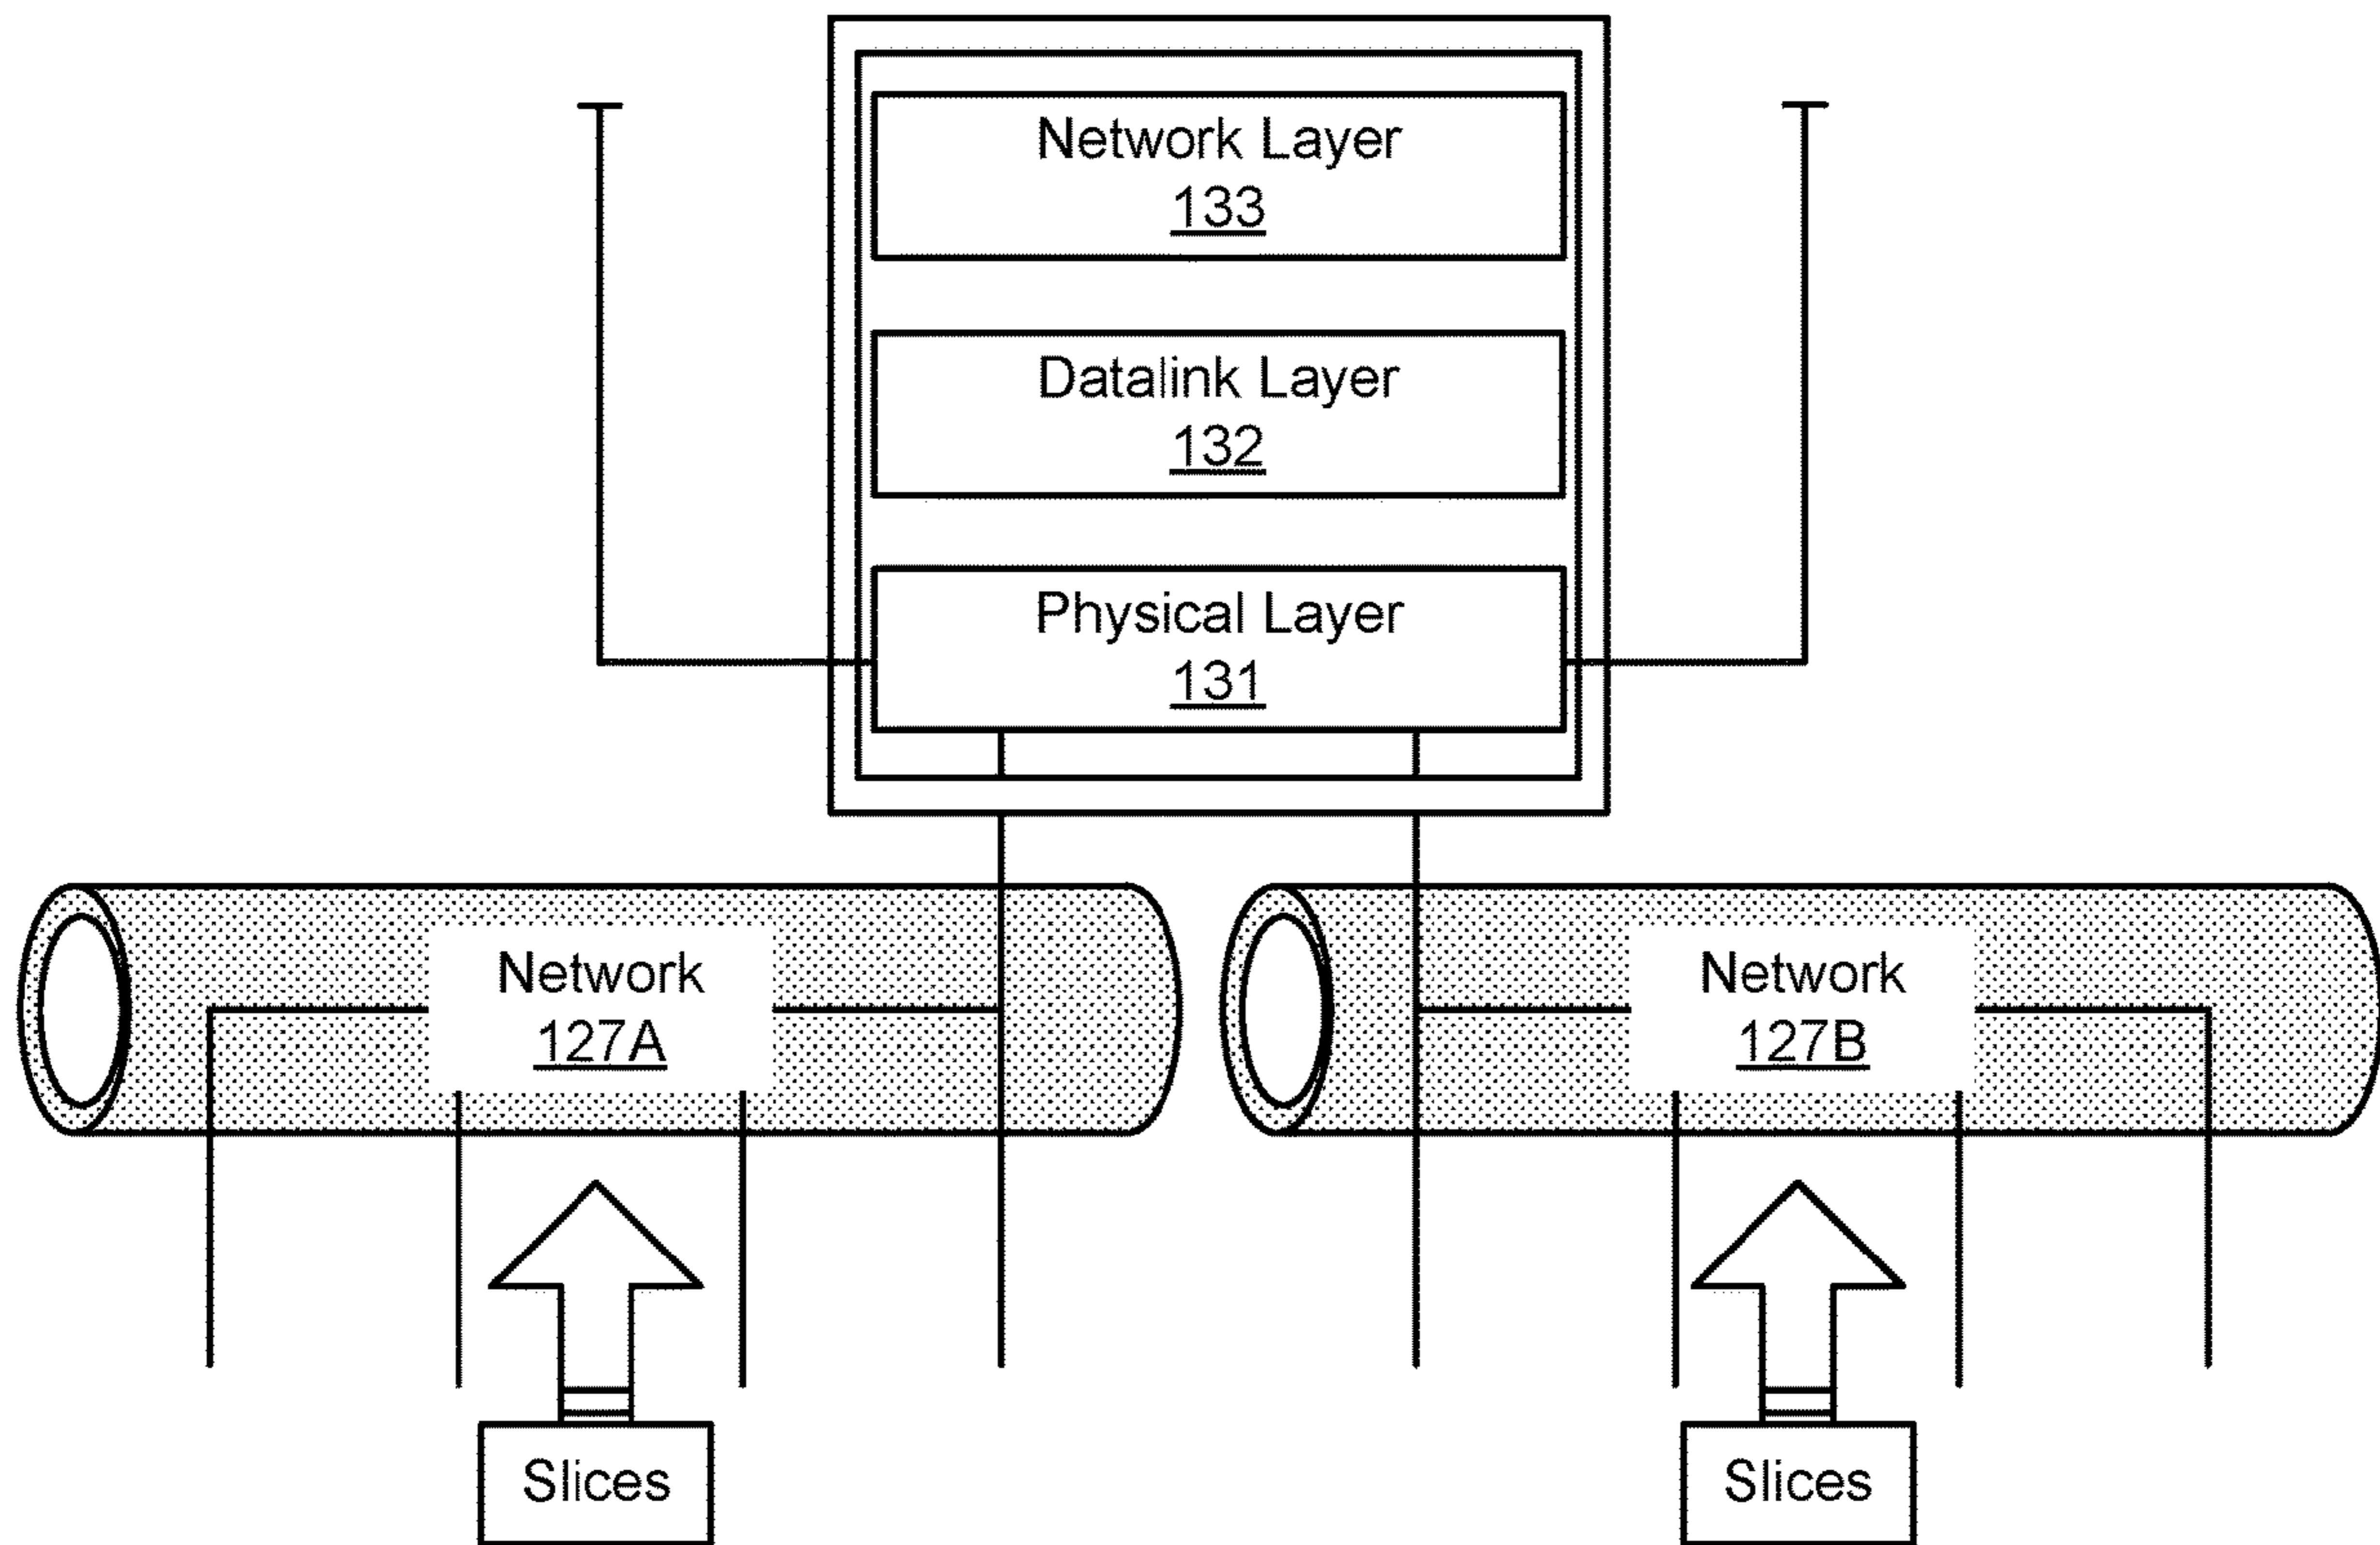 Network Layer
133
Datalink Layer
132
Physical Layer
131
Network
127A
Network
127B
Slices
Slices